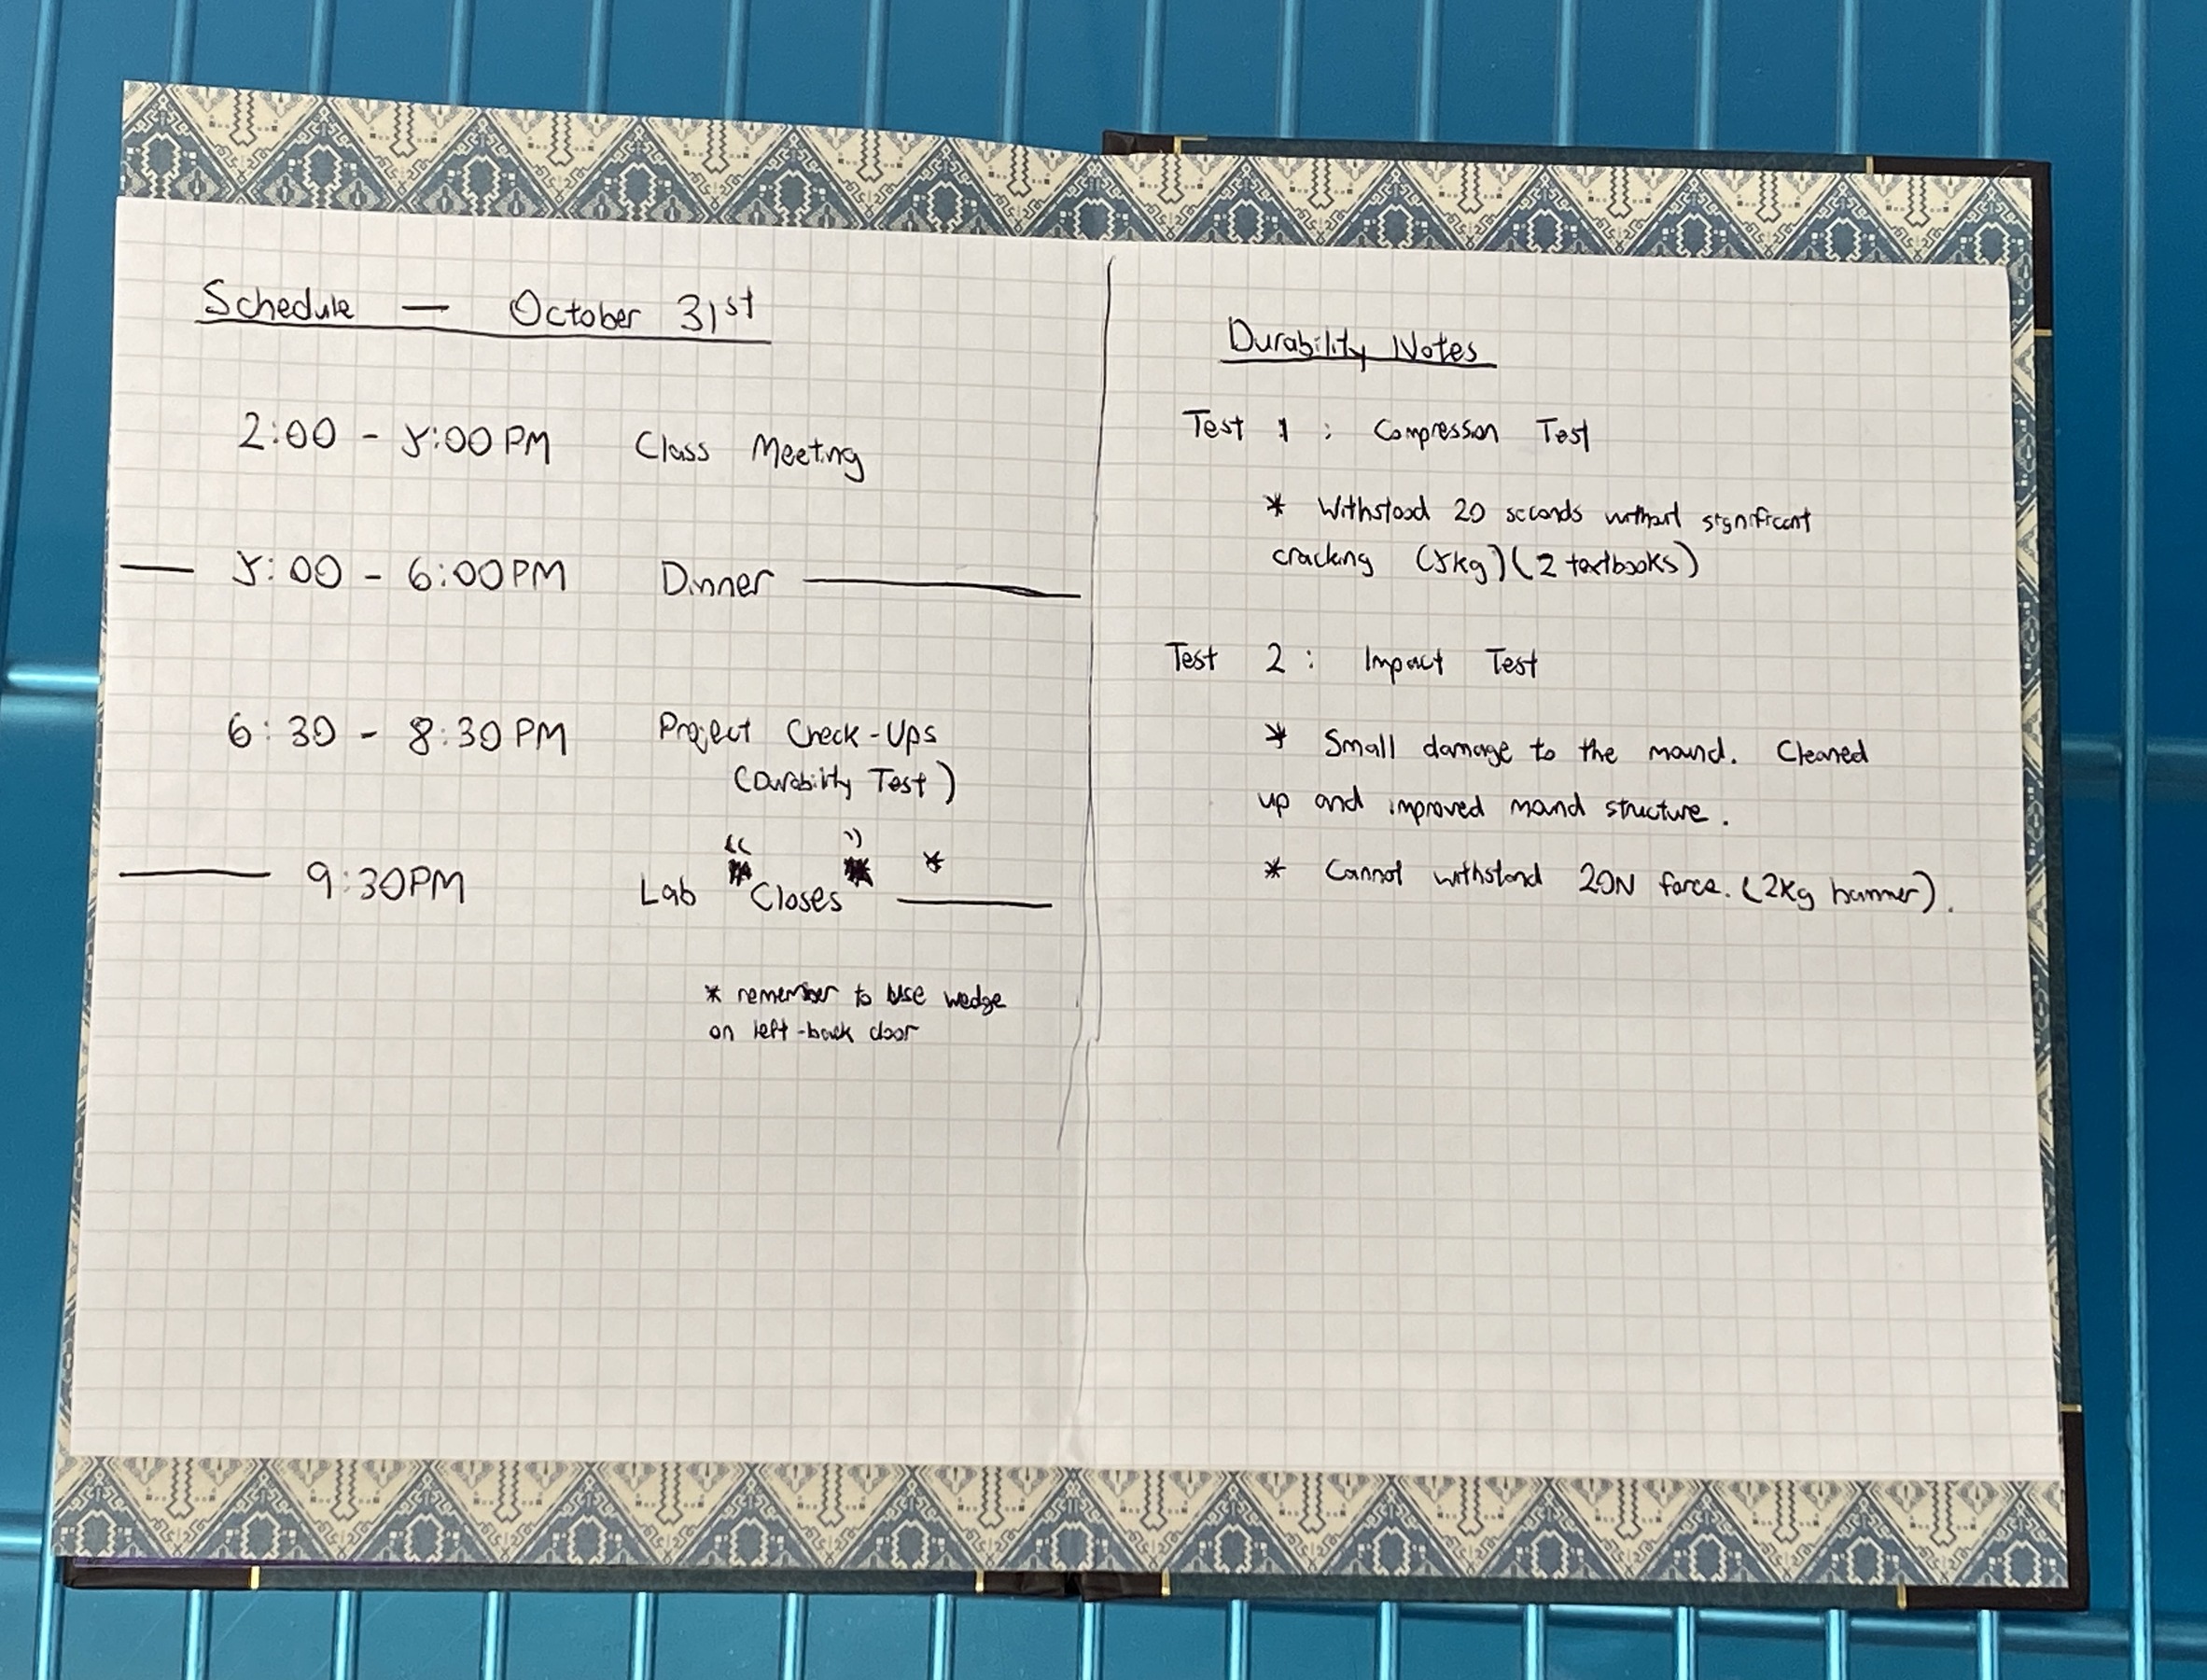 Schedule — October 31st
2:00 - 5:00 PM Class Meeting
5:00 - 6:00 PM Dinner
6:30 - 8:30 PM Project Check-Ups
(Durability Test)
9:30 PM Lab "Closes" *
* remember to use wedge
on left-back door
Durability Notes
Test 1 : Compression Test
* Withstood 20 seconds without significant
cracking (5kg) (2 textbooks)
Test 2 : Impact Test
* Small damage to the mound. Cleaned
up and improved mound structure.
* Cannot withstand 20N force. (2kg hammer).